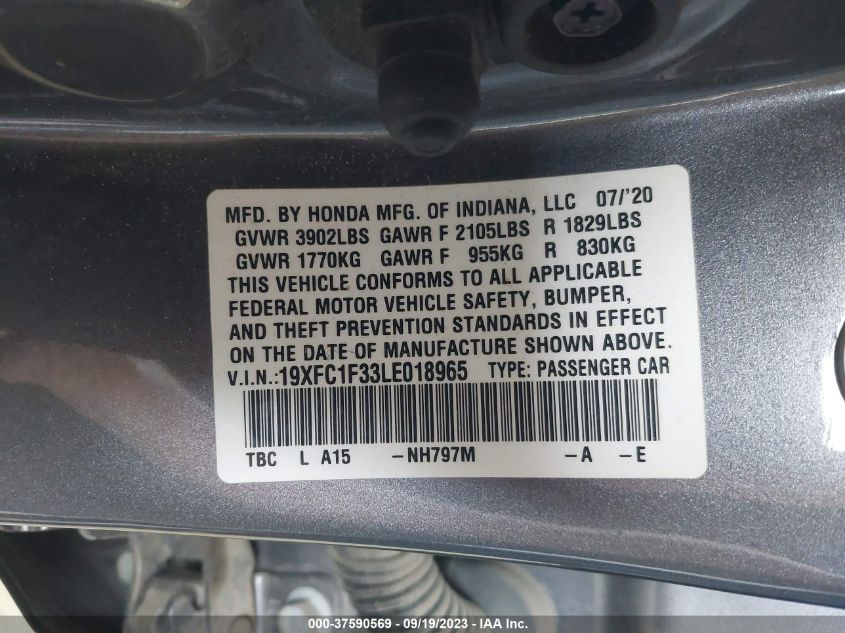 MFD. BY HONDA MFG. OF INDIANA, LLC 07/'20
GVWR 3902LBS GAWR F 2105LBS R 1829LBS
GVWR 1770KG GAWR F 955KG R 830KG
THIS VEHICLE CONFORMS TO ALL APPLICABLE
FEDERAL MOTOR VEHICLE SAFETY, BUMPER,
AND THEFT PREVENTION STANDARDS IN EFFECT
ON THE DATE OF MANUFACTURE SHOWN ABOVE.
V.I.N.:19XFC1F33LE018965 TYPE: PASSENGER CAR
TBC L A15 -NH797M -A -E
000-37590569 - 09/19/2023 - IAA Inc.